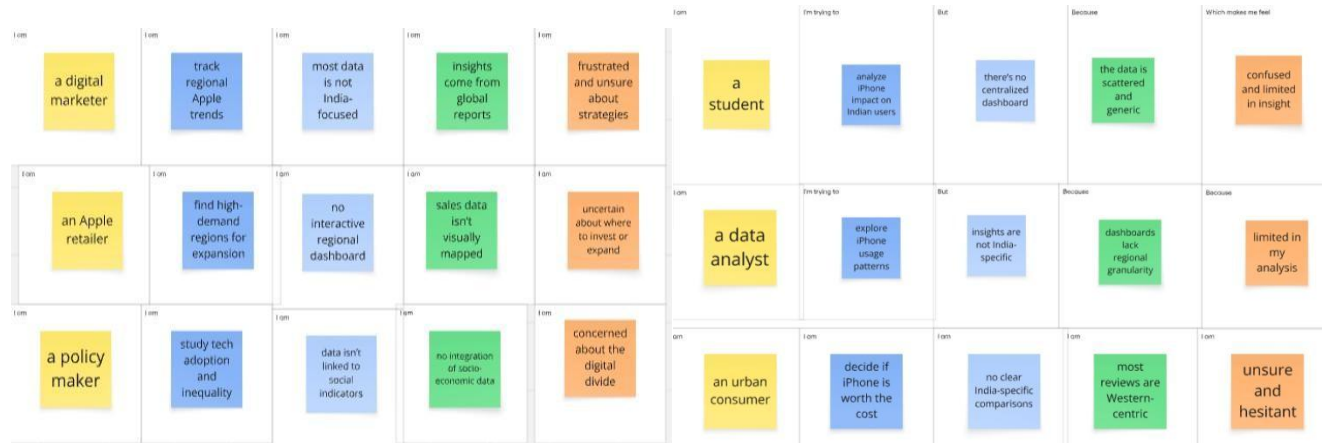 I am
I am
I am
I am
I am
a digital
marketer
track
regional
Apple
trends
most data
is not
India-
focused
insights
come from
global
reports
frustrated
and unsure
about
strategies
I am
I am
I am
I am
I am
an Apple
retailer
find high-
demand
regions for
expansion
no
interactive
regional
dashboard
sales data
isn't
visually
mapped
uncertain
about where
to invest or
expand
I am
I am
I am
I am
I am
a policy
maker
study tech
adoption
and
inequality
data isn't
linked to
social
indicators
no integration
of socio-
economic data
concerned
about the
digital
divide
I am
I'm trying to
But
Because
Which makes me feel
a
student
analyze
iPhone
impact on
Indian users
there's no
centralized
dashboard
the data is
scattered
and
generic
confused
and limited
in insight
I am
I'm trying to
But
Because
Because
a data
analyst
explore
iPhone
usage
patterns
insights are
not India-
specific
dashboards
lack
regional
granularity
limited in
my
analysis
I am
I am
I am
I am
I am
an urban
consumer
decide if
iPhone is
worth the
cost
no clear
India-specific
comparisons
most
reviews are
Western-
centric
unsure
and
hesitant